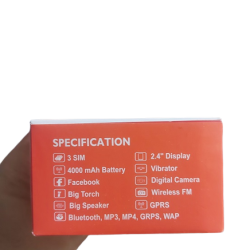 SPECIFICATION
3 SIM
2.4" Display
4000 mAh Battery
Vibrator
Facebook
Digital Camera
Big Torch
Wireless FM
Big Speaker
GPRS
Bluetooth, MP3, MP4, GRPS, WAP